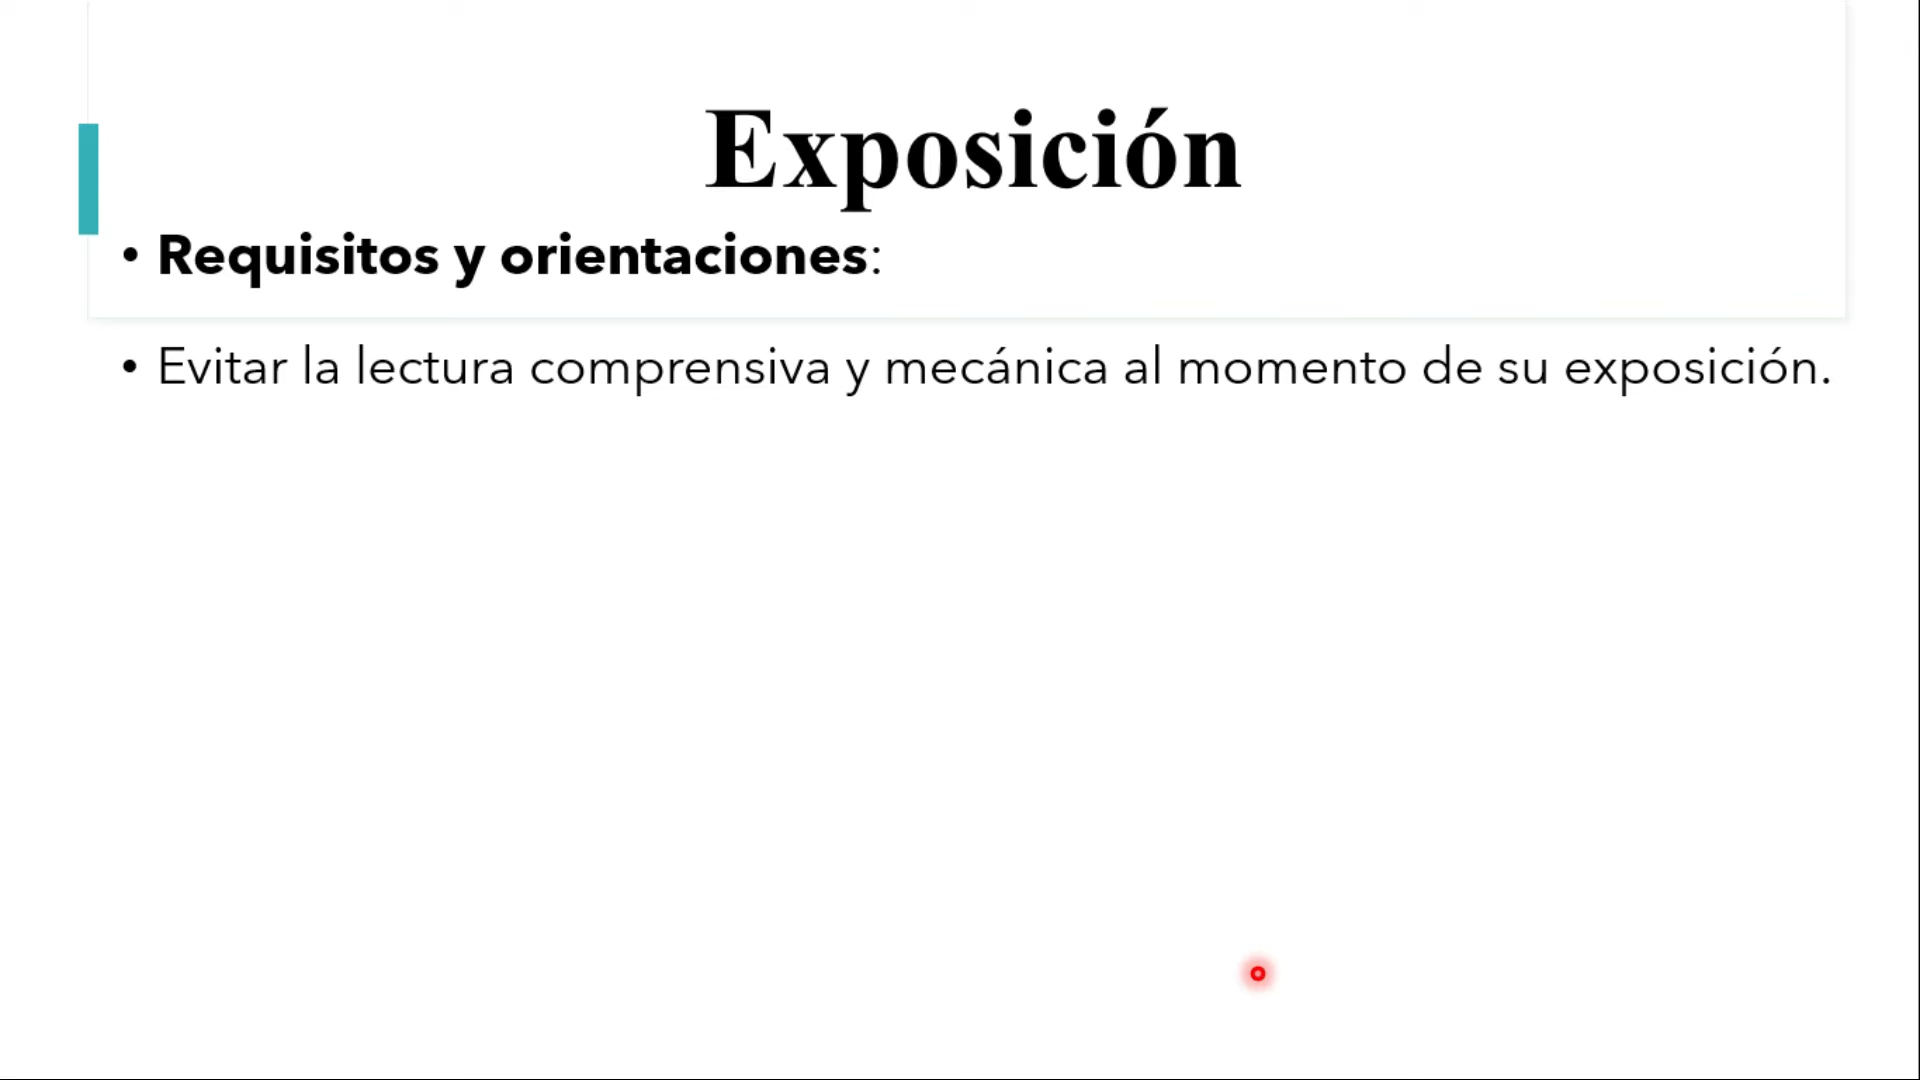 Exposición
• Requisitos y orientaciones:
• Evitar la lectura comprensiva y mecánica al momento de su exposición.